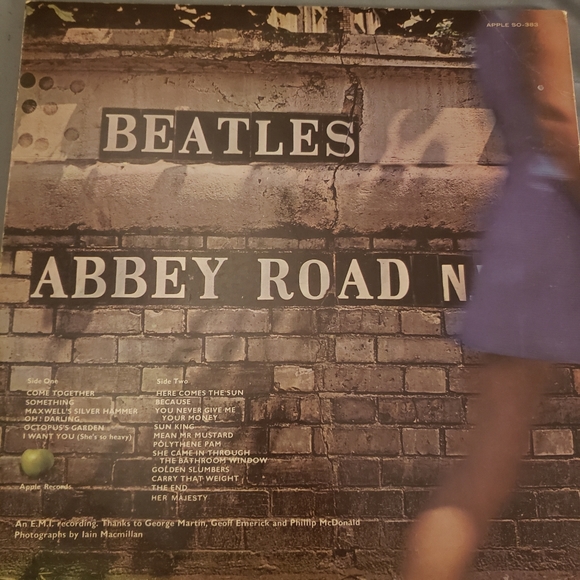 APPLE SO-383
BEATLES
ABBEY ROAD N
Side One
COME TOGETHER
SOMETHING
MAXWELL'S SILVER HAMMER
OH! DARLING
OCTOPUS'S GARDEN
I WANT YOU (She's so heavy)
Apple Records
Side Two
HERE COMES THE SUN
BECAUSE
YOU NEVER GIVE ME
YOUR MONEY
SUN KING
MEAN MR MUSTARD
POLYTHENE PAM
SHE CAME IN THROUGH
THE BATHROOM WINDOW
GOLDEN SLUMBERS
CARRY THAT WEIGHT
THE END
HER MAJESTY
An E.M.I. recording. Thanks to George Martin, Geoff Emerick and Phillip McDonald
Photographs by Iain Macmillan